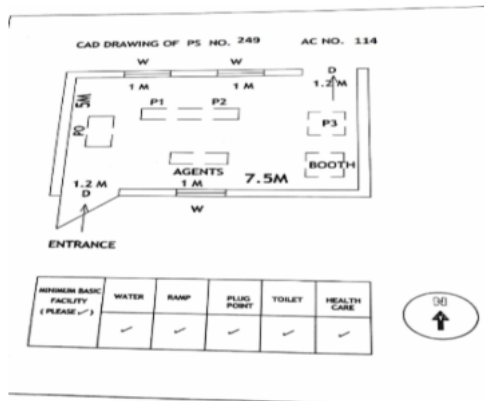 CAD DRAWING OF PS NO. 249 AC NO. 114
W W D
1 M 1 M 1.2 M
5M
P1 P2
PO
P3
AGENTS
BOOTH
1.2 M 1 M 7.5M
D
W
ENTRANCE
MINIMUM BASIC FACILITY ( PLEASE ✓ ) WATER RAMP PLUG POINT TOILET HEALTH CARE
✓ ✓ ✓ ✓ ✓
N